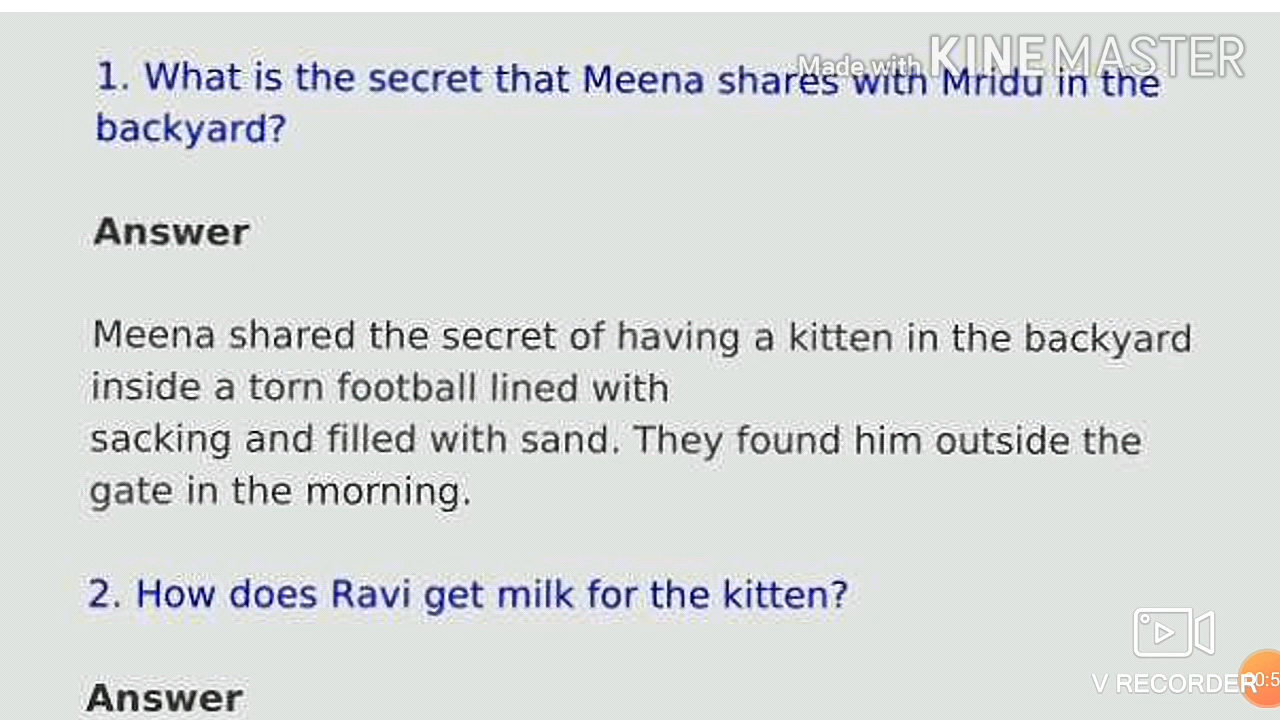 Made with KINEMASTER
1. What is the secret that Meena shares with Mridu in the
backyard?
Answer
Meena shared the secret of having a kitten in the backyard
inside a torn football lined with
sacking and filled with sand. They found him outside the
gate in the morning.
2. How does Ravi get milk for the kitten?
V RECORDER
Answer